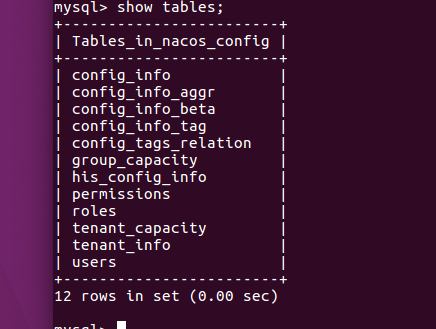 mysql> show tables;
+------------------------+
| Tables_in_nacos_config |
+------------------------+
| config_info            |
| config_info_aggr       |
| config_info_beta       |
| config_info_tag        |
| config_tags_relation   |
| group_capacity         |
| his_config_info        |
| permissions            |
| roles                  |
| tenant_capacity        |
| tenant_info            |
| users                  |
+------------------------+
12 rows in set (0.00 sec)
mysql>